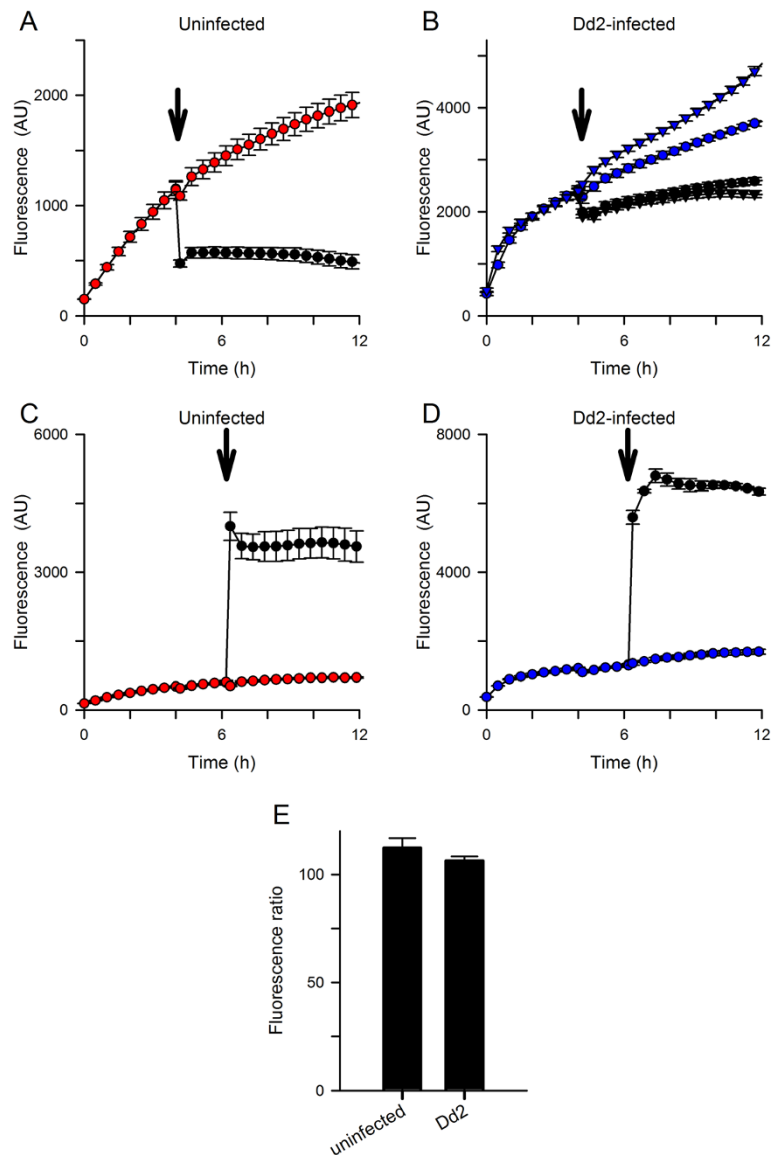 A
Uninfected
Fluorescence (AU)
2000
1000
0
0
6
12
Time (h)
B
Dd2-infected
Fluorescence (AU)
4000
2000
0
0
6
12
Time (h)
C
Uninfected
Fluorescence (AU)
6000
3000
0
0
6
12
Time (h)
D
Dd2-infected
Fluorescence (AU)
8000
4000
0
0
6
12
Time (h)
E
Fluorescence ratio
100
50
0
uninfected
Dd2